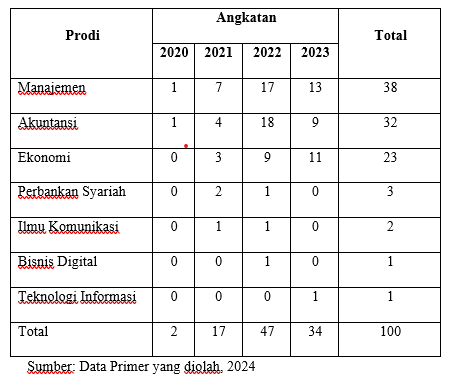 Prodi Angkatan Total
2020 2021 2022 2023
Manajemen 1 7 17 13 38
Akuntansi 1 4 18 9 32
Ekonomi 0 3 9 11 23
Perbankan Syariah 0 2 1 0 3
Ilmu Komunikasi 0 1 1 0 2
Bisnis Digital 0 0 1 0 1
Teknologi Informasi 0 0 0 1 1
Total 2 17 47 34 100
Sumber: Data Primer yang diolah, 2024